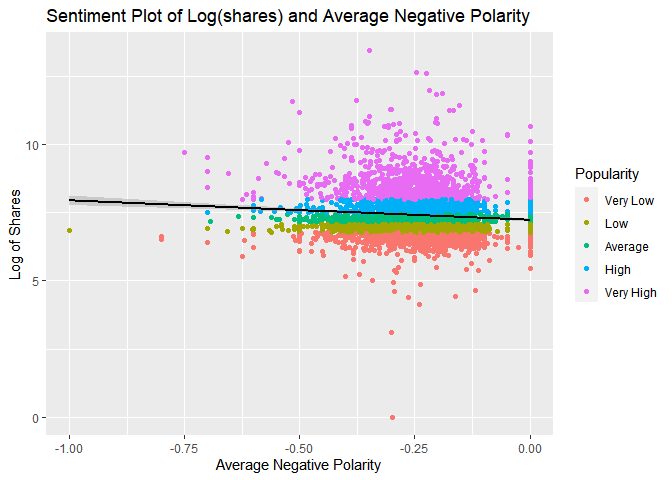 Sentiment Plot of Log(shares) and Average Negative Polarity
Log of Shares
10
5
0
-1.00
-0.75
-0.50
-0.25
0.00
Average Negative Polarity
Popularity
Very Low
Low
Average
High
Very High